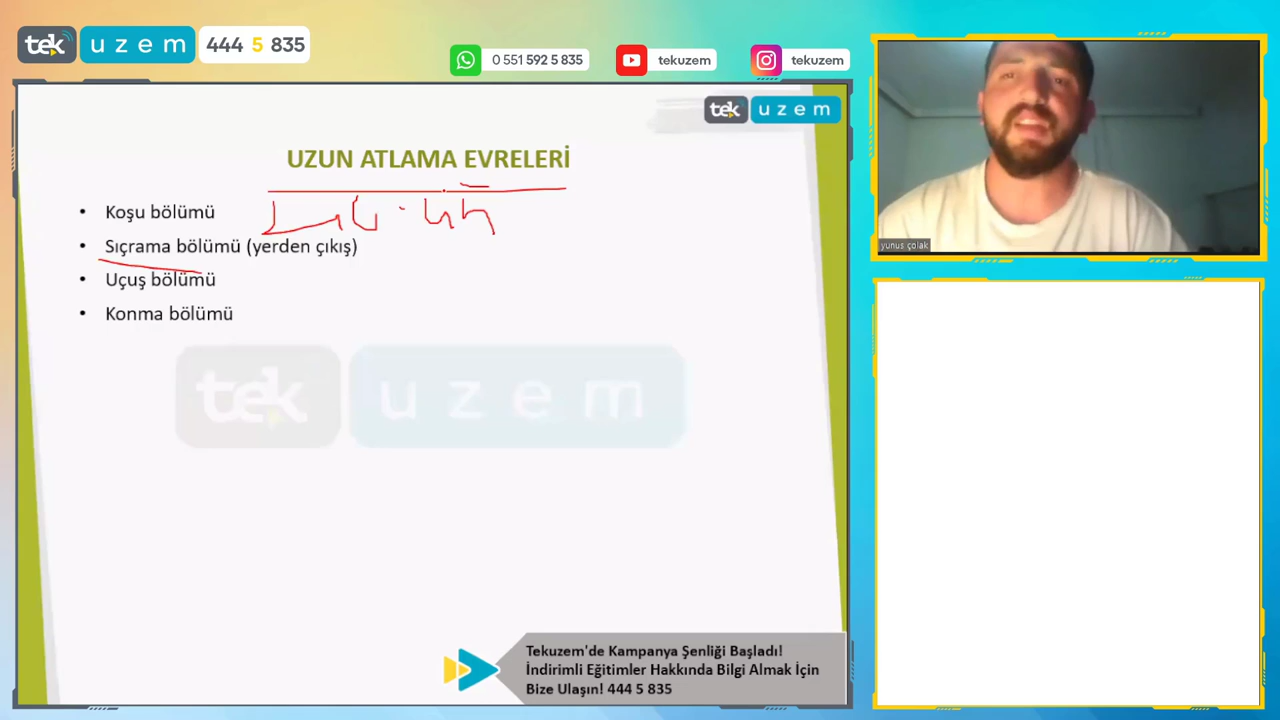 tek uzem 444 5 835
0 551 592 5 835
tekuzem
tekuzem
tek uzem
UZUN ATLAMA EVRELERİ
• Koşu bölümü
• Sıçrama bölümü (yerden çıkış)
• Uçuş bölümü
• Konma bölümü
tek uzem
yunus çolak
Tekuzem'de Kampanya Şenliği Başladı!
İndirimli Eğitimler Hakkında Bilgi Almak İçin
Bize Ulaşın! 444 5 835